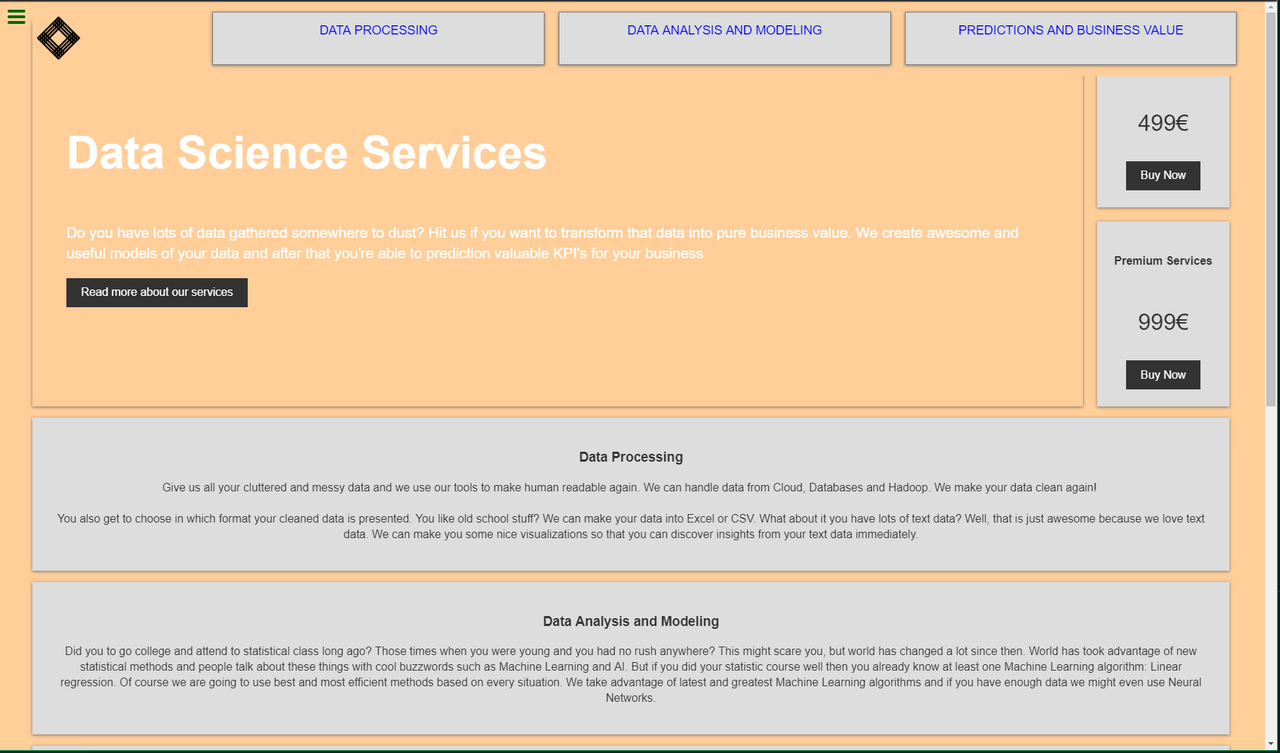 DATA PROCESSING
DATA ANALYSIS AND MODELING
PREDICTIONS AND BUSINESS VALUE
Data Science Services
Do you have lots of data gathered somewhere to dust? Hit us if you want to transform that data into pure business value. We create awesome and
useful models of your data and after that you're able to prediction valuable KPI's for your business
Read more about our services
499€
Buy Now
Premium Services
999€
Buy Now
Data Processing
Give us all your cluttered and messy data and we use our tools to make human readable again. We can handle data from Cloud, Databases and Hadoop. We make your data clean again!
You also get to choose in which format your cleaned data is presented. You like old school stuff? We can make your data into Excel or CSV. What about it you have lots of text data? Well, that is just awesome because we love text
data. We can make you some nice visualizations so that you can discover insights from your text data immediately.
Data Analysis and Modeling
Did you to go college and attend to statistical class long ago? Those times when you were young and you had no rush anywhere? This might scare you, but world has changed a lot since then. World has took advantage of new
statistical methods and people talk about these things with cool buzzwords such as Machine Learning and AI. But if you did your statistic course well then you already know at least one Machine Learning algorithm: Linear
regression. Of course we are going to use best and most efficient methods based on every situation. We take advantage of latest and greatest Machine Learning algorithms and if you have enough data we might even use Neural
Networks.